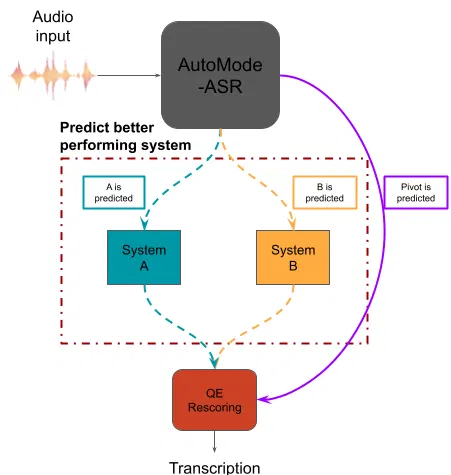 Audio
input
AutoMode
-ASR
Predict better
performing system
A is
predicted
B is
predicted
Pivot is
predicted
System
A
System
B
QE
Rescoring
Transcription